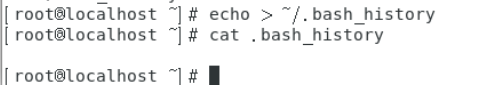 [root@localhost ~]# echo > ~/.bash_history
[root@localhost ~]# cat .bash_history
[root@localhost ~]#